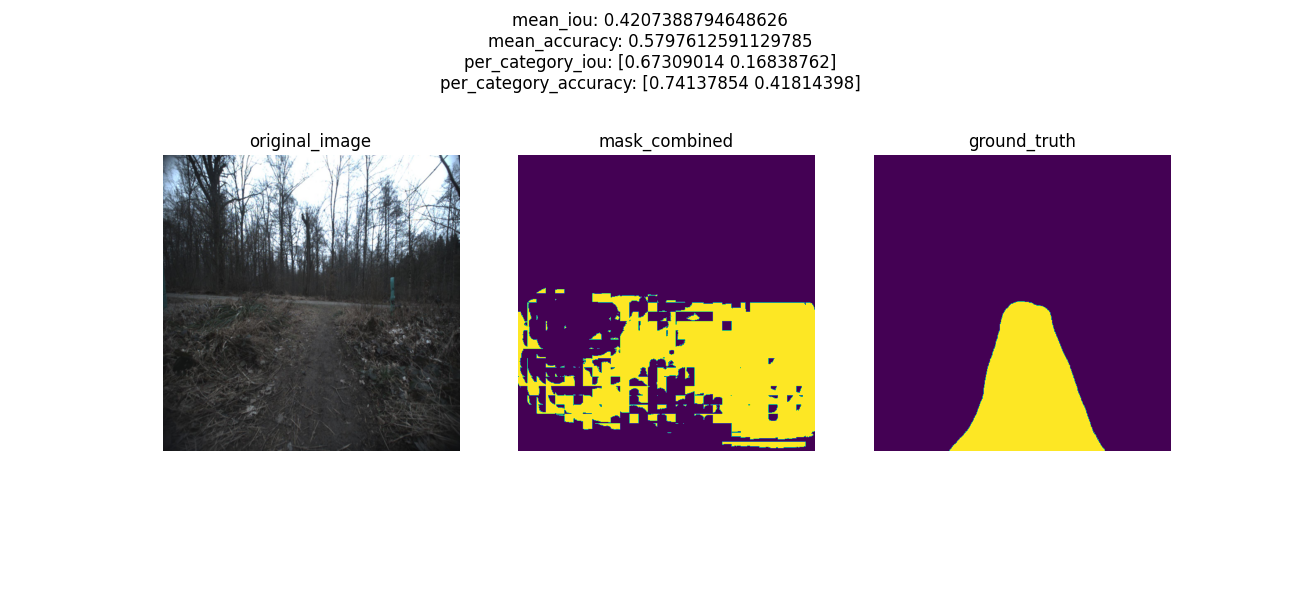 mean_iou: 0.4207388794648626
mean_accuracy: 0.5797612591129785
per_category_iou: [0.67309014 0.16838762]
per_category_accuracy: [0.74137854 0.41814398]
original_image
mask_combined
ground_truth